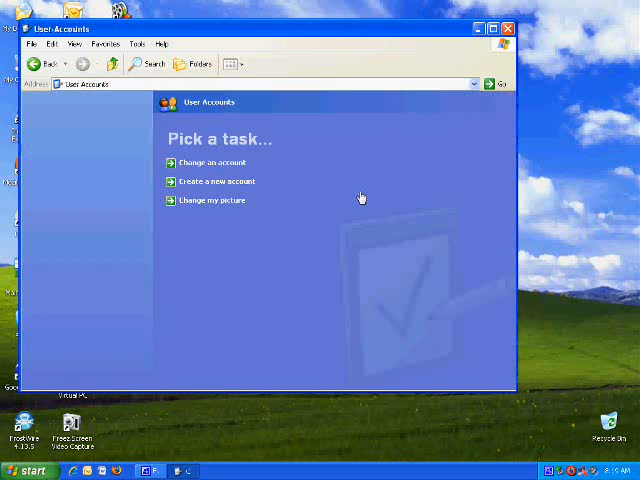 User Accounts
File Edit View Favorites Tools Help
Back Search Folders
Address User Accounts Go
User Accounts
Pick a task...
Change an account
Create a new account
Change my picture
Virtual PC
FrostWire
4.13.5
Freez Screen
Video Capture
Recycle Bin
start
8:19 AM